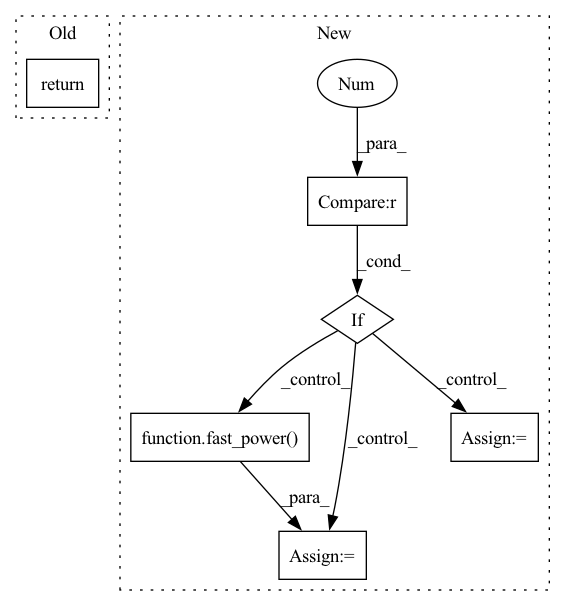 Old
New
return
Num
_para_
Compare:r
_cond_
If
_control_
_control_
_control_
function.fast_power()
Assign:=
_para_
Assign:=